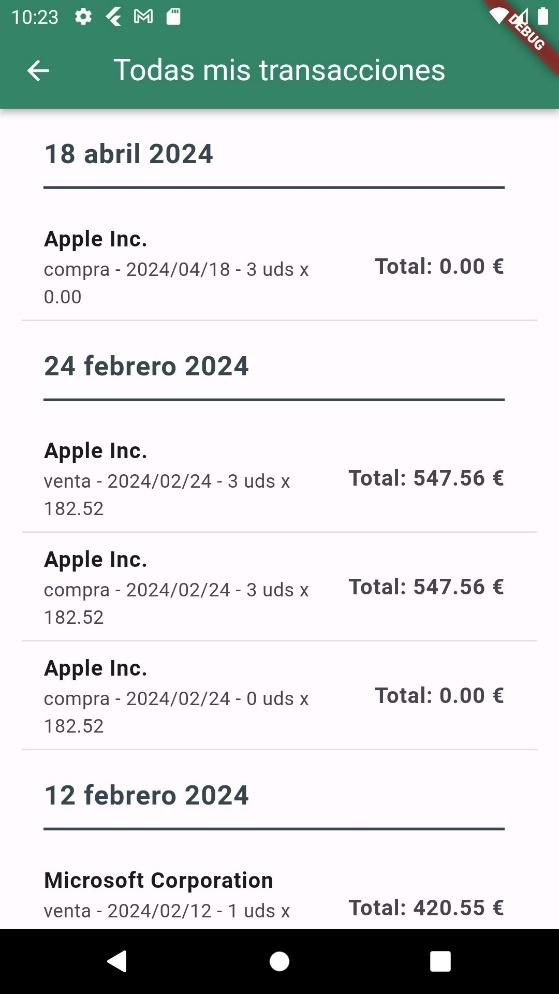 10:23
DEBUG
Todas mis transacciones
18 abril 2024
Apple Inc.
compra - 2024/04/18 - 3 uds x
0.00
Total: 0.00 €
24 febrero 2024
Apple Inc.
venta - 2024/02/24 - 3 uds x
182.52
Total: 547.56 €
Apple Inc.
compra - 2024/02/24 - 3 uds x
182.52
Total: 547.56 €
Apple Inc.
compra - 2024/02/24 - 0 uds x
182.52
Total: 0.00 €
12 febrero 2024
Microsoft Corporation
venta - 2024/02/12 - 1 uds x
Total: 420.55 €